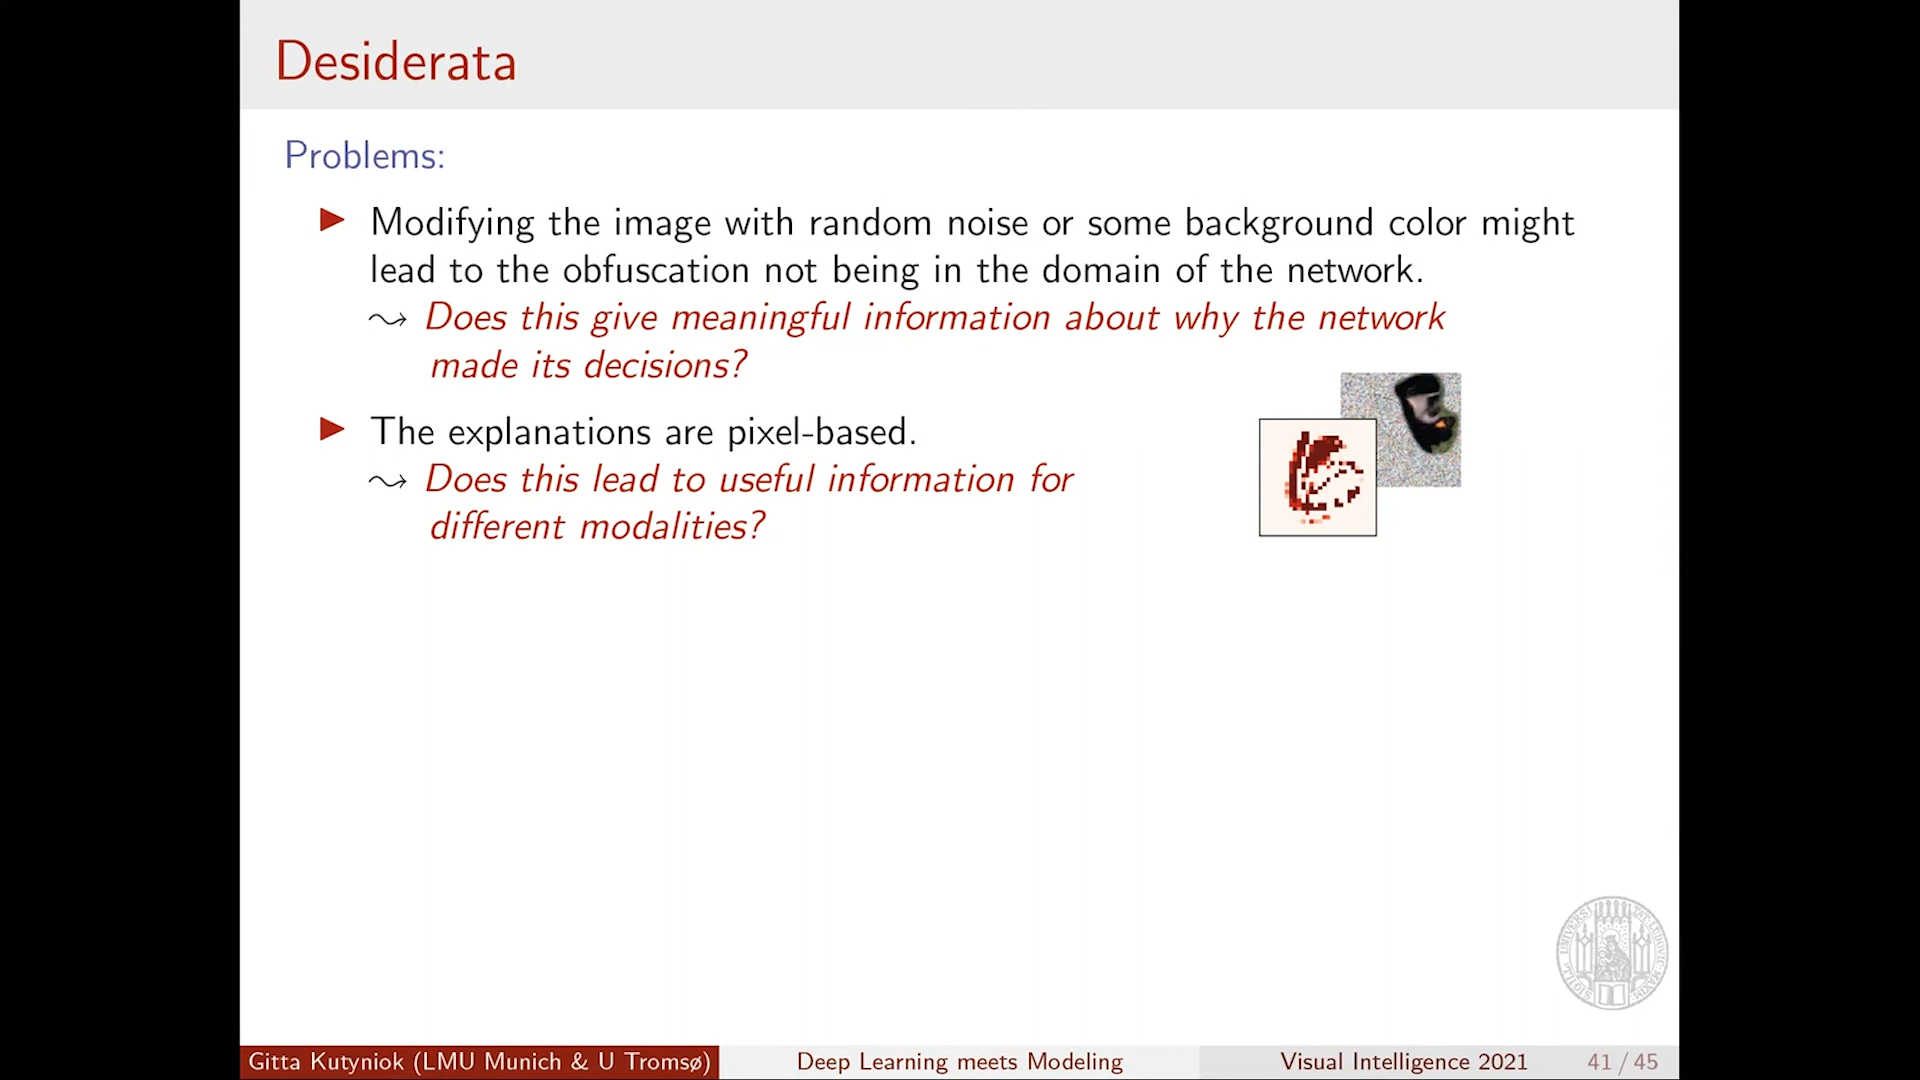 Desiderata
Problems:
▶ Modifying the image with random noise or some background color might
lead to the obfuscation not being in the domain of the network.
⇝ Does this give meaningful information about why the network
made its decisions?
▶ The explanations are pixel-based.
⇝ Does this lead to useful information for
different modalities?
Gitta Kutyniok (LMU Munich & U Tromsø)
Deep Learning meets Modeling
Visual Intelligence 2021
41 / 45